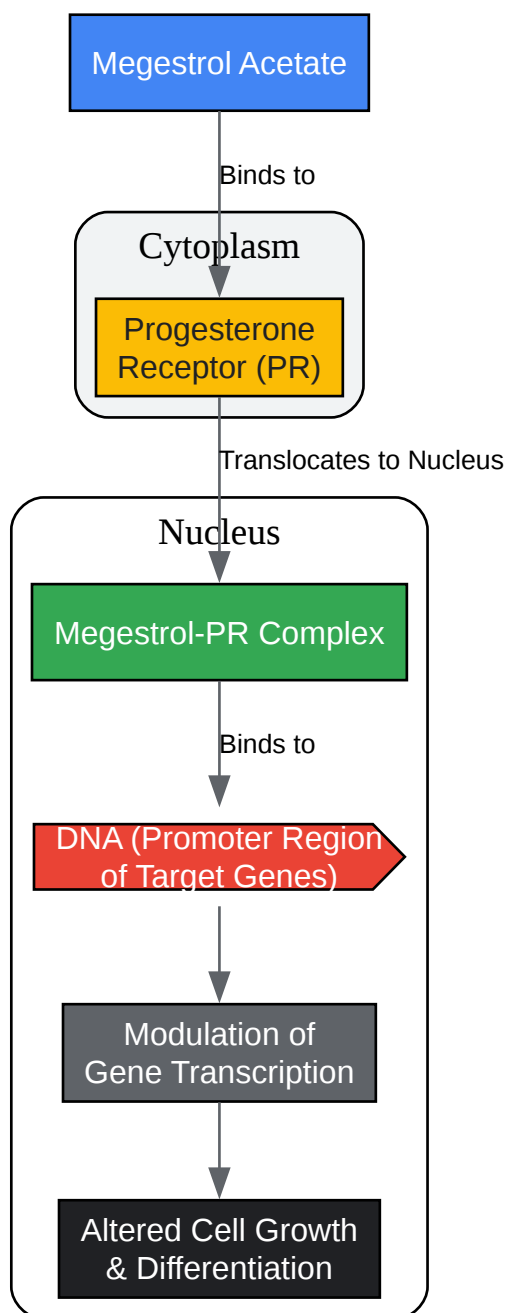 Megestrol Acetate
Binds to
Cytoplasm
Progesterone
Receptor (PR)
Translocates to Nucleus
Nucleus
Megestrol-PR Complex
Binds to
DNA (Promoter Region
of Target Genes)
Modulation of
Gene Transcription
Altered Cell Growth
& Differentiation